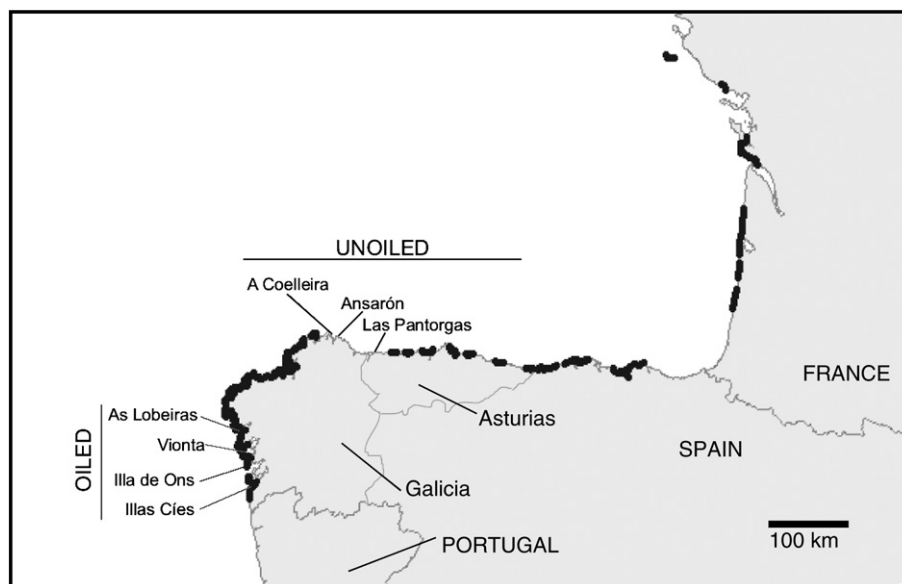 UNOILED
A Coelleira
Ansarón
Las Pantorgas
FRANCE
As Lobeiras
Asturias
OILED
Vionta
SPAIN
Illa de Ons
Galicia
Illas Cíes
100 km
PORTUGAL